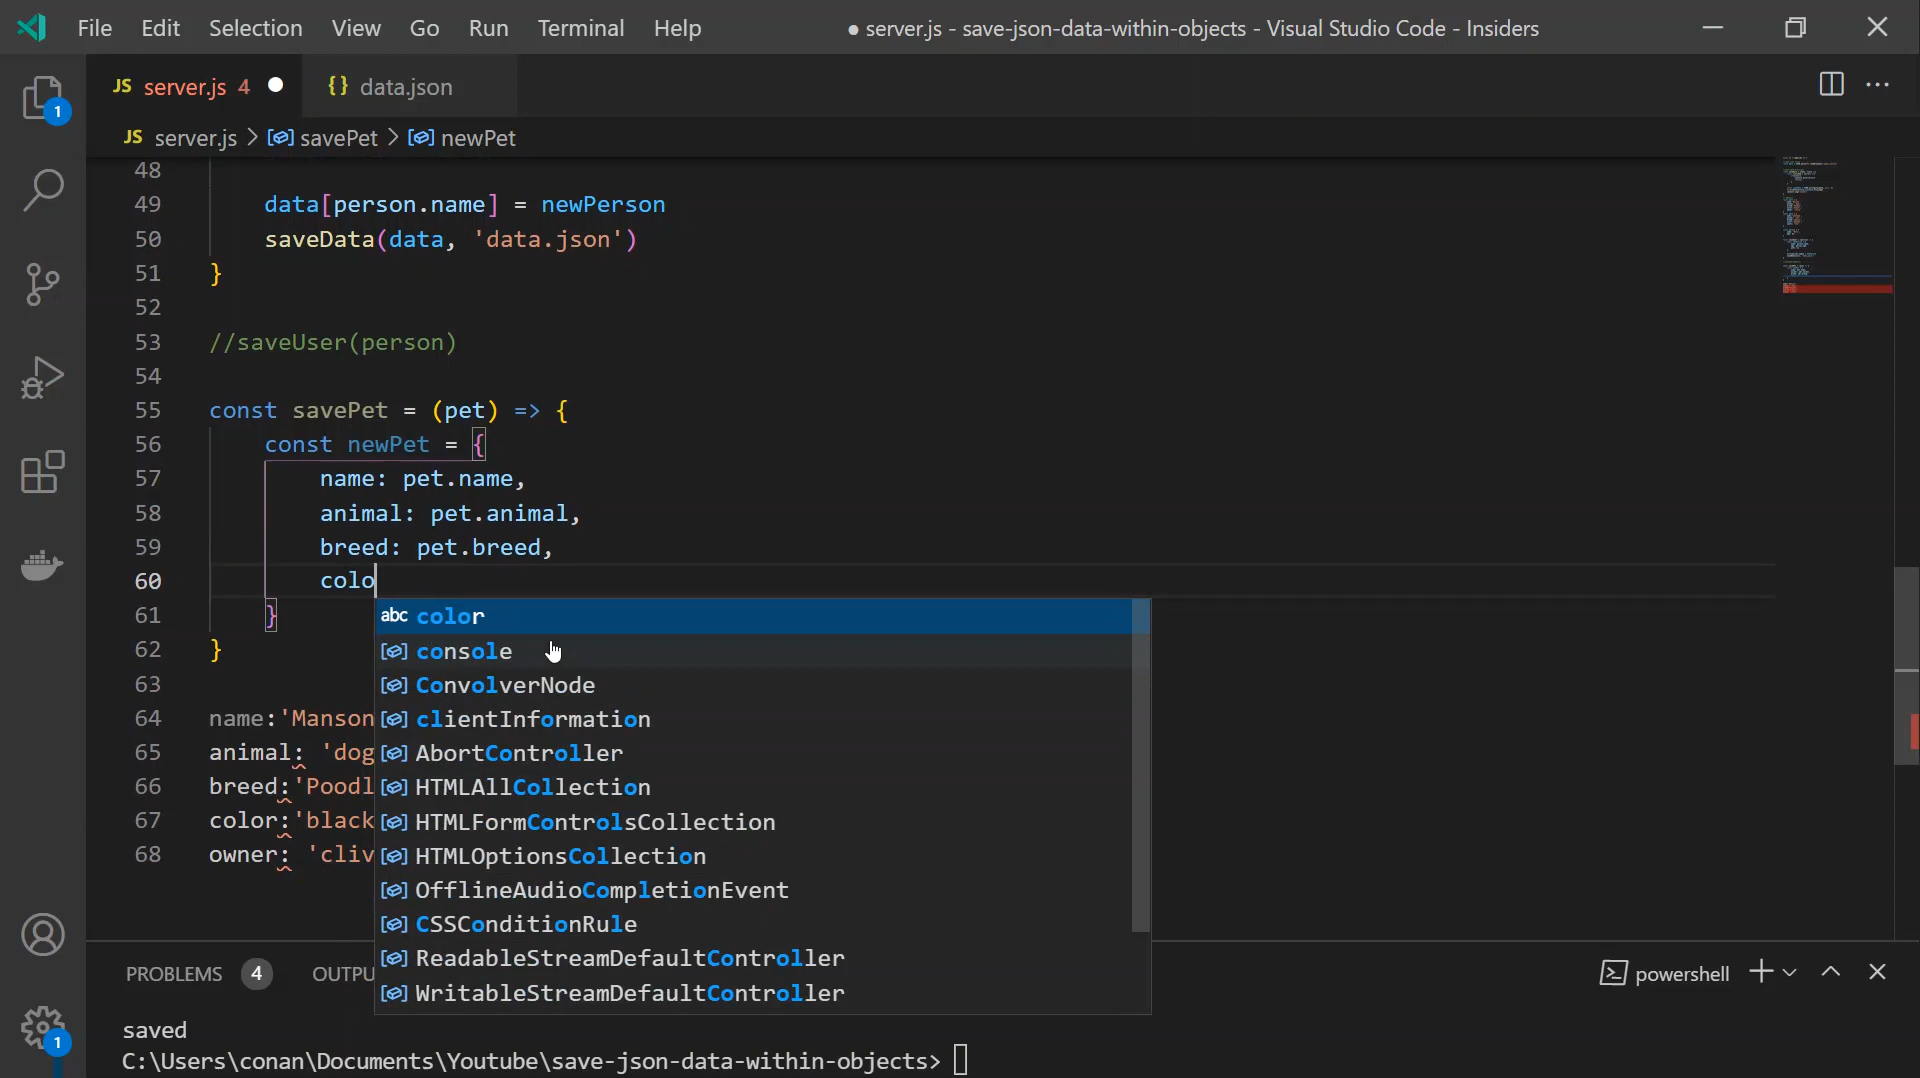 File Edit Selection View Go Run Terminal Help ● server.js - save-json-data-within-objects - Visual Studio Code - Insiders
JS server.js 4 ● {} data.json
JS server.js > savePet > newPet
1
48
49 data[person.name] = newPerson
50 saveData(data, 'data.json')
51 }
52
53 //saveUser(person)
54
55 const savePet = (pet) => {
56 const newPet = {
57 name: pet.name,
58 animal: pet.animal,
59 breed: pet.breed,
60 colo
61 }
abc color
62 }
console
63
ConvolverNode
64 name:'Manson
clientInformation
65 animal: 'dog
AbortController
66 breed:'Poodl
HTMLAllCollection
67 color:'black
HTMLFormControlsCollection
68 owner: 'cliv
HTMLOptionsCollection
OfflineAudioCompletionEvent
CSSConditionRule
ReadableStreamDefaultController
WritableStreamDefaultController
PROBLEMS 4 OUTPU powershell
1
saved
C:\Users\conan\Documents\Youtube\save-json-data-within-objects>